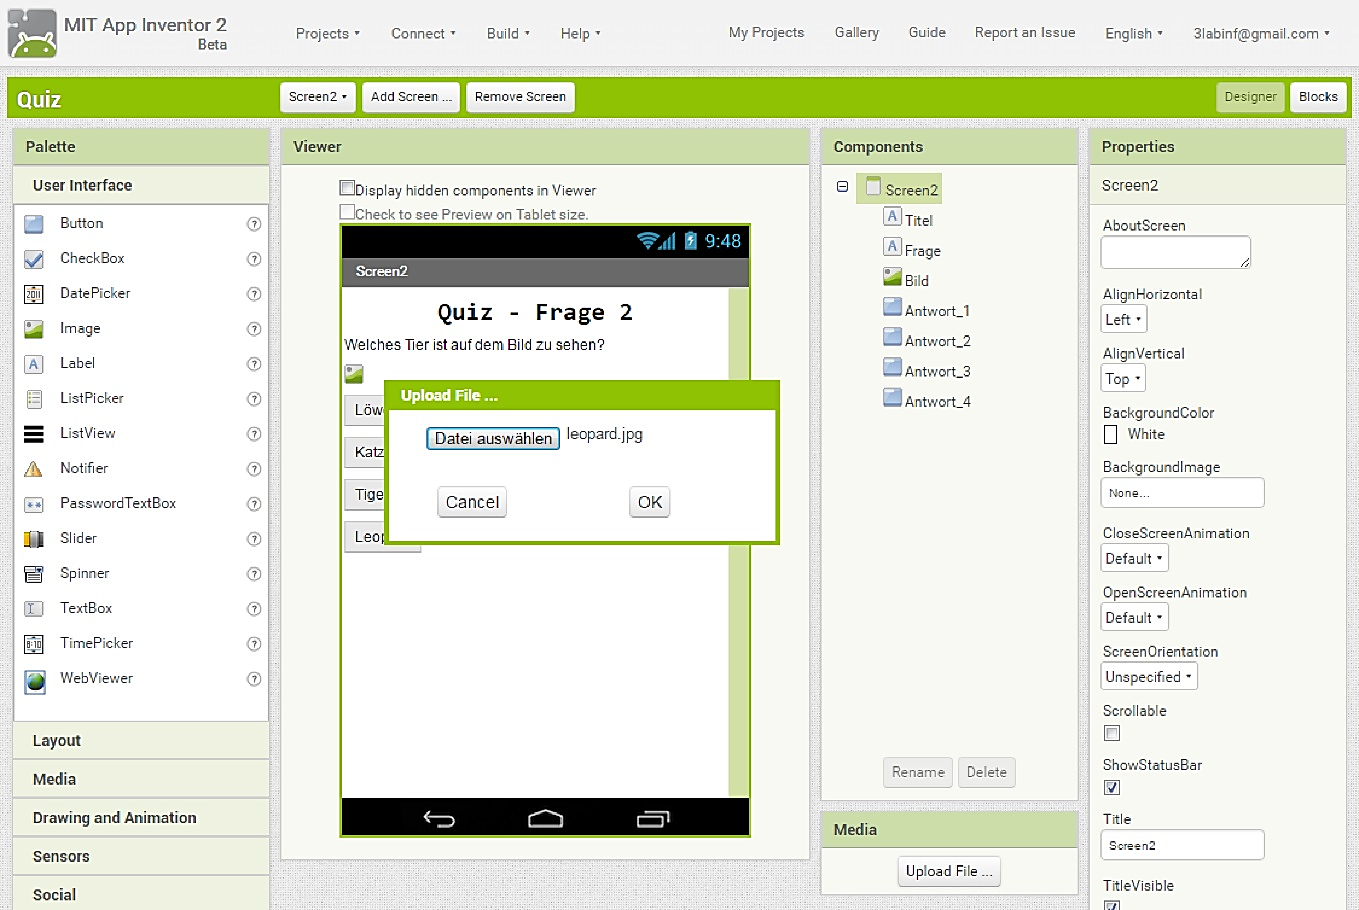 MIT App Inventor 2
Beta
Projects Connect Build Help My Projects Gallery Guide Report an Issue English 3labinf@gmail.com
Quiz Screen2 Add Screen ... Remove Screen Designer Blocks
Palette
User Interface
Button
CheckBox
DatePicker
Image
Label
ListPicker
ListView
Notifier
PasswordTextBox
Slider
Spinner
TextBox
TimePicker
WebViewer
Layout
Media
Drawing and Animation
Sensors
Social
Viewer
Display hidden components in Viewer
Check to see Preview on Tablet size.
9:48
Screen2
Quiz - Frage 2
Welches Tier ist auf dem Bild zu sehen?
Upload File ...
Datei auswählen leopard.jpg
Cancel OK
Components
Screen2
Titel
Frage
Bild
Antwort_1
Antwort_2
Antwort_3
Antwort_4
Rename Delete
Media
Upload File ...
Properties
Screen2
AboutScreen
AlignHorizontal
Left
AlignVertical
Top
BackgroundColor
White
BackgroundImage
None...
CloseScreenAnimation
Default
OpenScreenAnimation
Default
ScreenOrientation
Unspecified
Scrollable
ShowStatusBar
Title
Screen2
TitleVisible